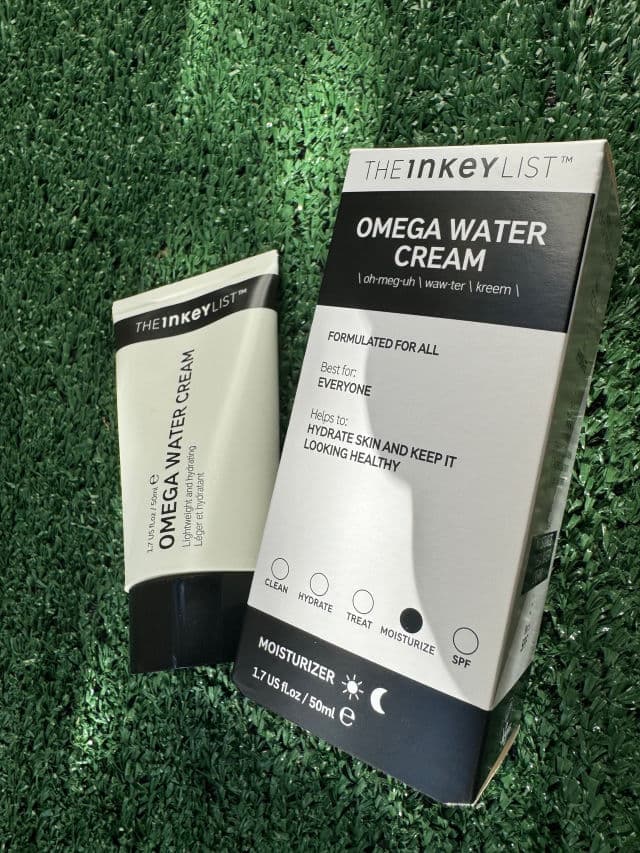 THE INKEY LIST™
OMEGA WATER CREAM
Lightweight and hydrating
Léger et hydratant
1.7 US fl.oz / 50ml ℮
THE INKEY LIST™
OMEGA WATER
CREAM
\ oh-meg-uh \ waw-ter \ kreem \
FORMULATED FOR ALL
Best for:
EVERYONE
Helps to:
HYDRATE SKIN AND KEEP IT
LOOKING HEALTHY
CLEAN
HYDRATE
TREAT
MOISTURIZE
SPF
MOISTURIZER
1.7 US fl.oz / 50ml ℮